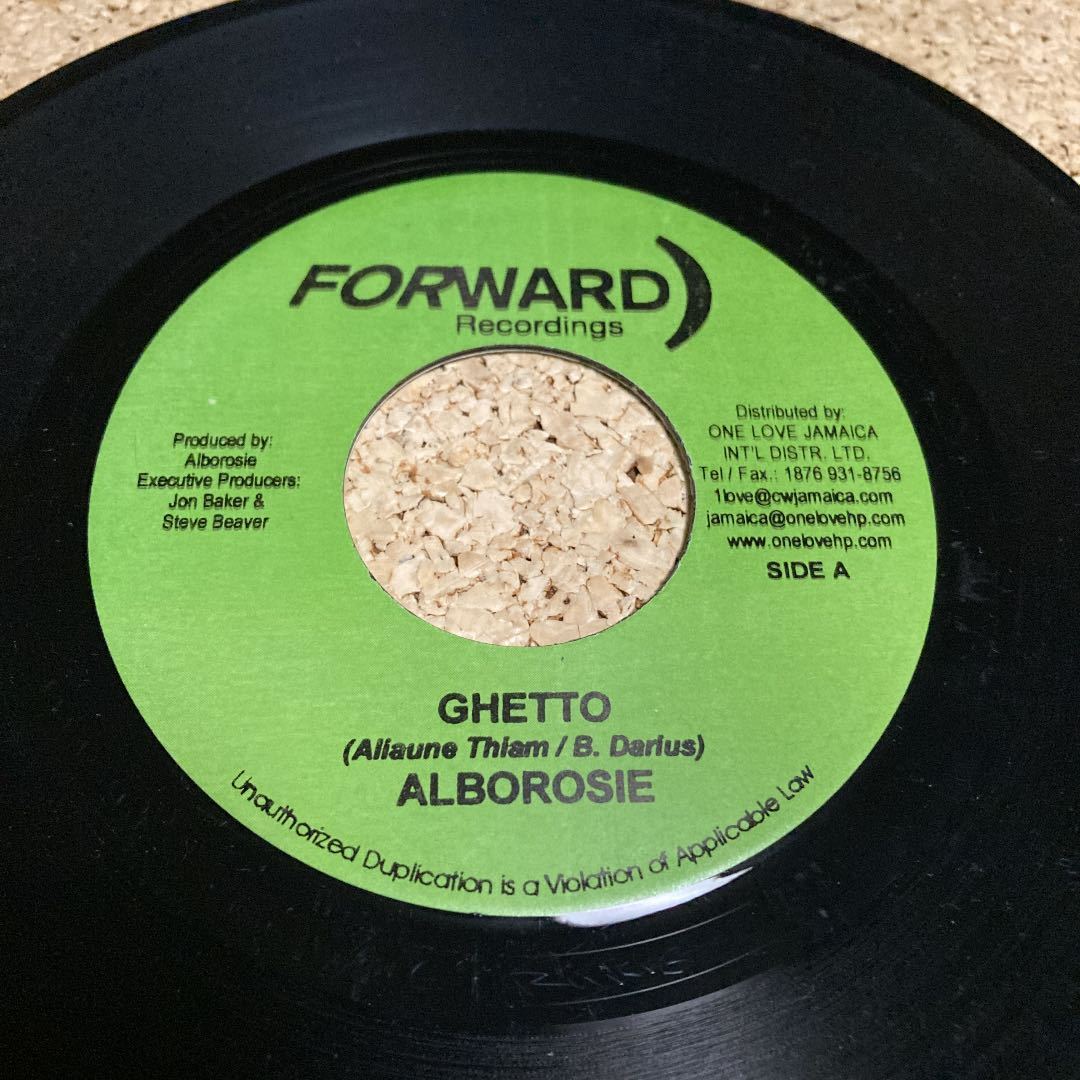 FORWARD
Recordings
Produced by:
Alborosie
Executive Producers:
Jon Baker &
Steve Beaver
Distributed by:
ONE LOVE JAMAICA
INT'L DISTR. LTD.
Tel / Fax.: 1876 931-8756
1love@cwjamaica.com
jamaica@onelovehp.com
www.onelovehp.com
SIDE A
GHETTO
(Aliaune Thiam / B. Darius)
ALBOROSIE
Unauthorized Duplication is a Violation of Applicable Law